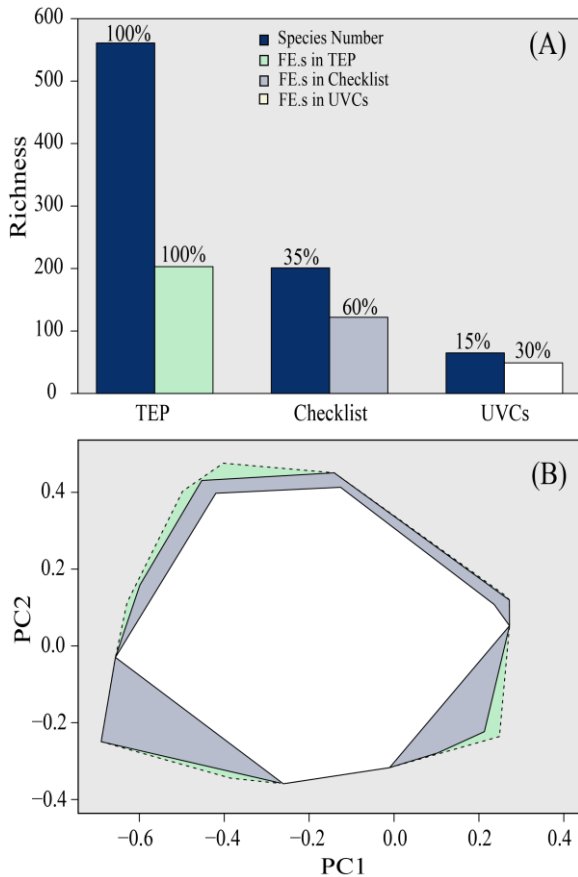 (A)
Species Number
FE.s in TEP
FE.s in Checklist
FE.s in UVCs
Richness
600
500
400
300
200
100
0
100%
100%
35%
60%
15%
30%
TEP Checklist UVCs
(B)
PC2
0.4
0.2
0.0
−0.2
−0.4
−0.6 −0.4 −0.2 0.0 0.2 0.4
PC1